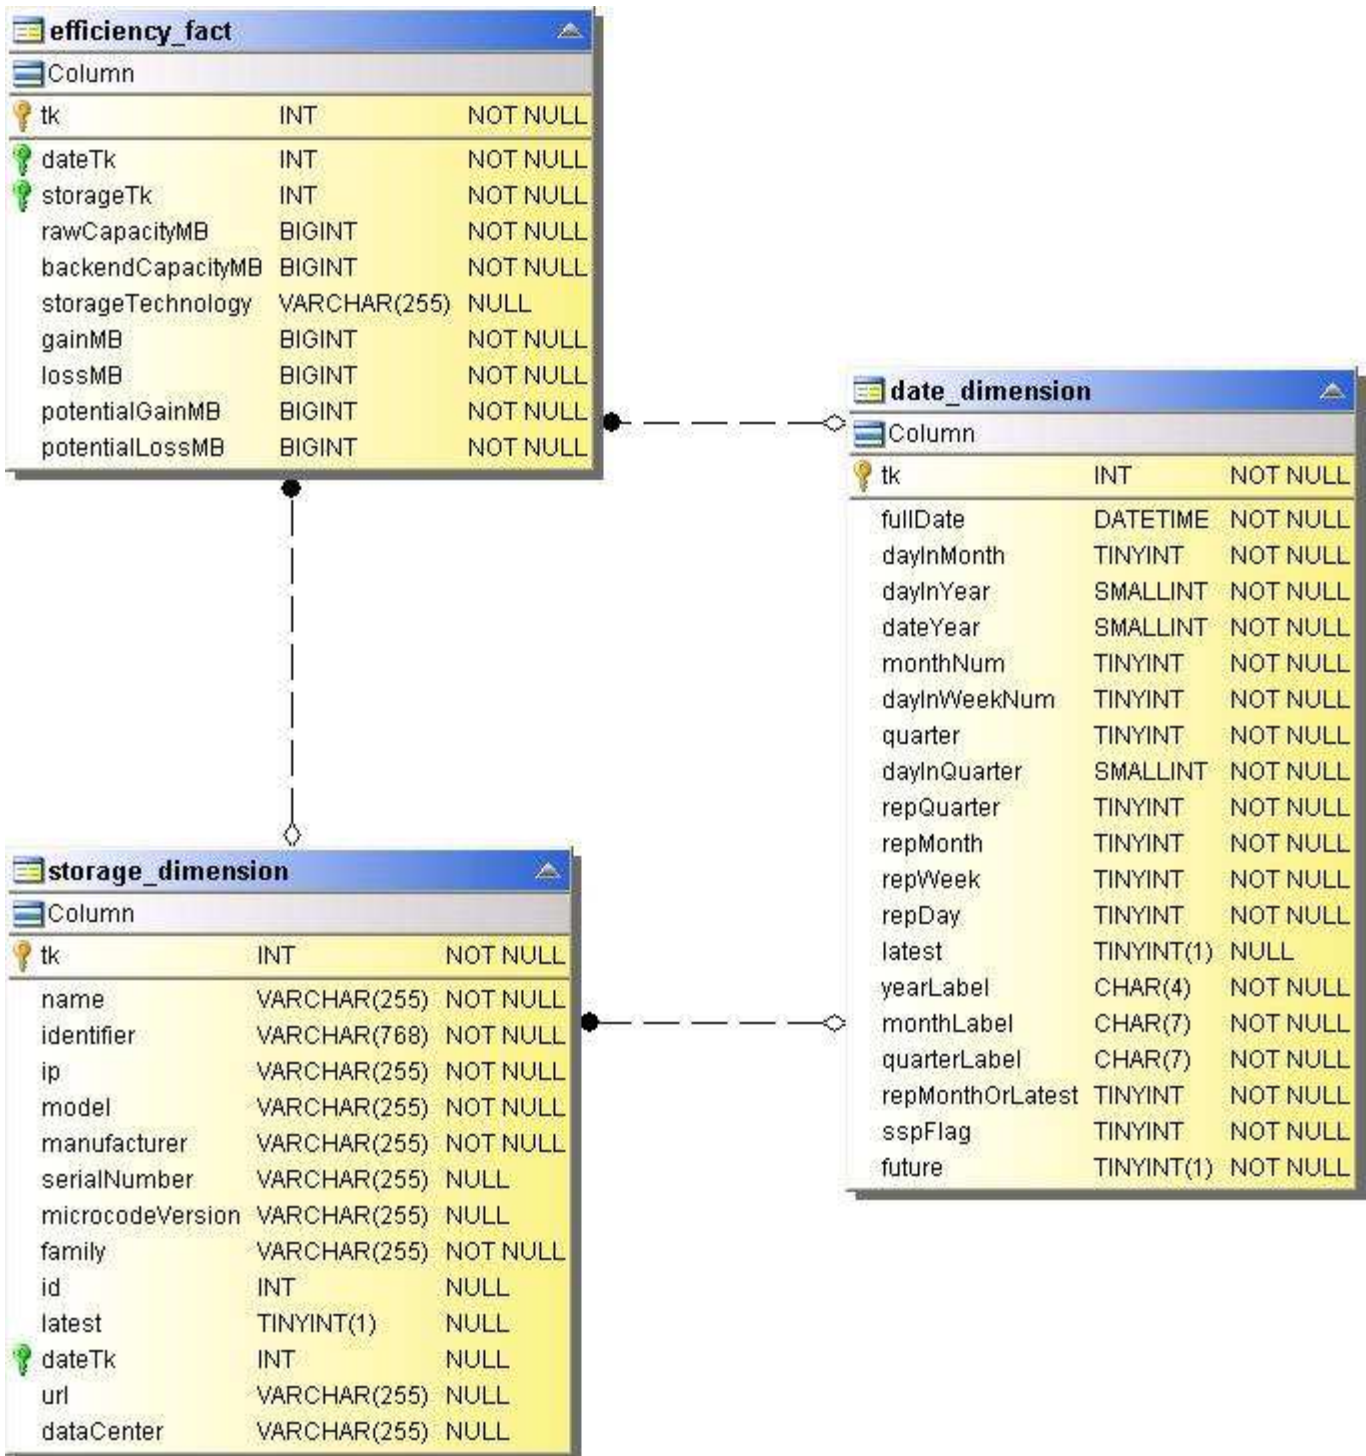 efficiency_fact
Column
tk INT NOT NULL
dateTk INT NOT NULL
storageTk INT NOT NULL
rawCapacityMB BIGINT NOT NULL
backendCapacityMB BIGINT NOT NULL
storageTechnology VARCHAR(255) NULL
gainMB BIGINT NOT NULL
lossMB BIGINT NOT NULL
potentialGainMB BIGINT NOT NULL
potentialLossMB BIGINT NOT NULL
date_dimension
Column
tk INT NOT NULL
fullDate DATETIME NOT NULL
dayInMonth TINYINT NOT NULL
dayInYear SMALLINT NOT NULL
dateYear SMALLINT NOT NULL
monthNum TINYINT NOT NULL
dayInWeekNum TINYINT NOT NULL
quarter TINYINT NOT NULL
dayInQuarter SMALLINT NOT NULL
repQuarter TINYINT NOT NULL
repMonth TINYINT NOT NULL
repWeek TINYINT NOT NULL
repDay TINYINT NOT NULL
latest TINYINT(1) NULL
yearLabel CHAR(4) NOT NULL
monthLabel CHAR(7) NOT NULL
quarterLabel CHAR(7) NOT NULL
repMonthOrLatest TINYINT NOT NULL
sspFlag TINYINT NOT NULL
future TINYINT(1) NOT NULL
storage_dimension
Column
tk INT NOT NULL
name VARCHAR(255) NOT NULL
identifier VARCHAR(768) NOT NULL
ip VARCHAR(255) NOT NULL
model VARCHAR(255) NOT NULL
manufacturer VARCHAR(255) NOT NULL
serialNumber VARCHAR(255) NULL
microcodeVersion VARCHAR(255) NULL
family VARCHAR(255) NOT NULL
id INT NULL
latest TINYINT(1) NULL
dateTk INT NULL
url VARCHAR(255) NULL
dataCenter VARCHAR(255) NULL